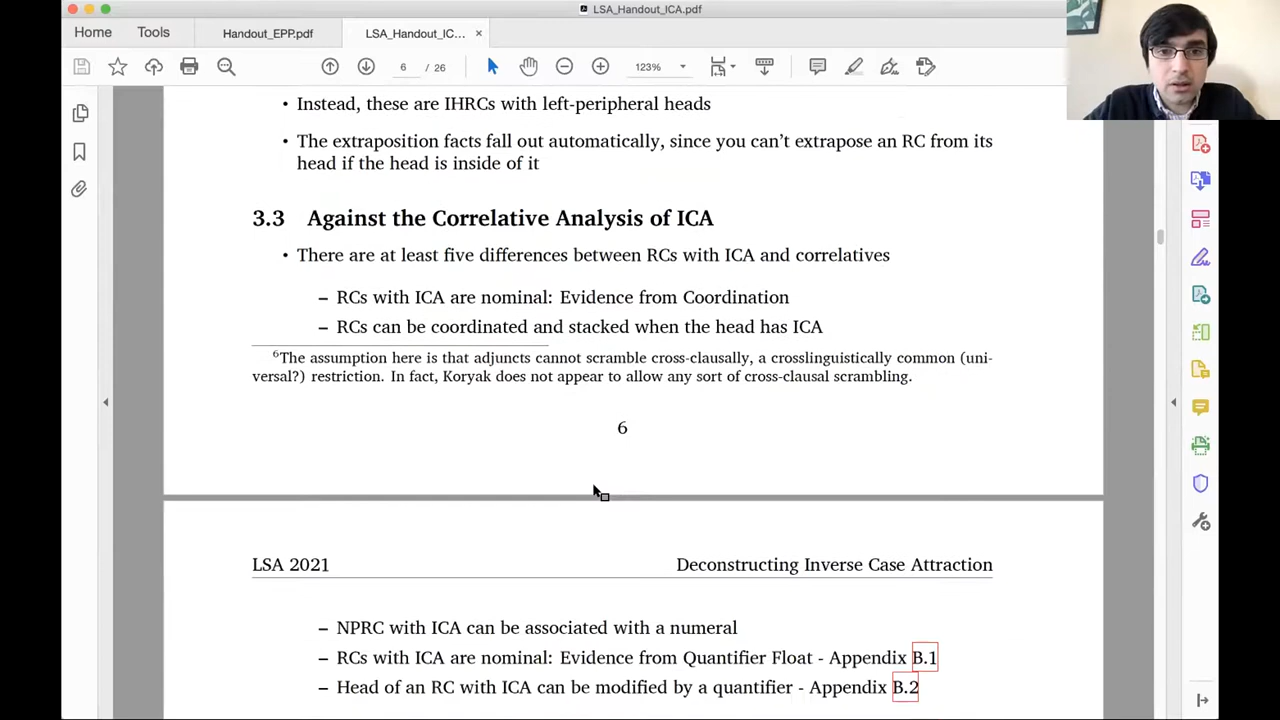 LSA_Handout_ICA.pdf
Home
Tools
Handout_EPP.pdf
LSA_Handout_IC...
×
6 / 26
123%
• Instead, these are IHRCs with left-peripheral heads
• The extraposition facts fall out automatically, since you can't extrapose an RC from its
head if the head is inside of it
3.3 Against the Correlative Analysis of ICA
• There are at least five differences between RCs with ICA and correlatives
– RCs with ICA are nominal: Evidence from Coordination
– RCs can be coordinated and stacked when the head has ICA
6The assumption here is that adjuncts cannot scramble cross-clausally, a crosslinguistically common (uni-
versal?) restriction. In fact, Koryak does not appear to allow any sort of cross-clausal scrambling.
6
LSA 2021
Deconstructing Inverse Case Attraction
– NPRC with ICA can be associated with a numeral
– RCs with ICA are nominal: Evidence from Quantifier Float - Appendix B.1
– Head of an RC with ICA can be modified by a quantifier - Appendix B.2